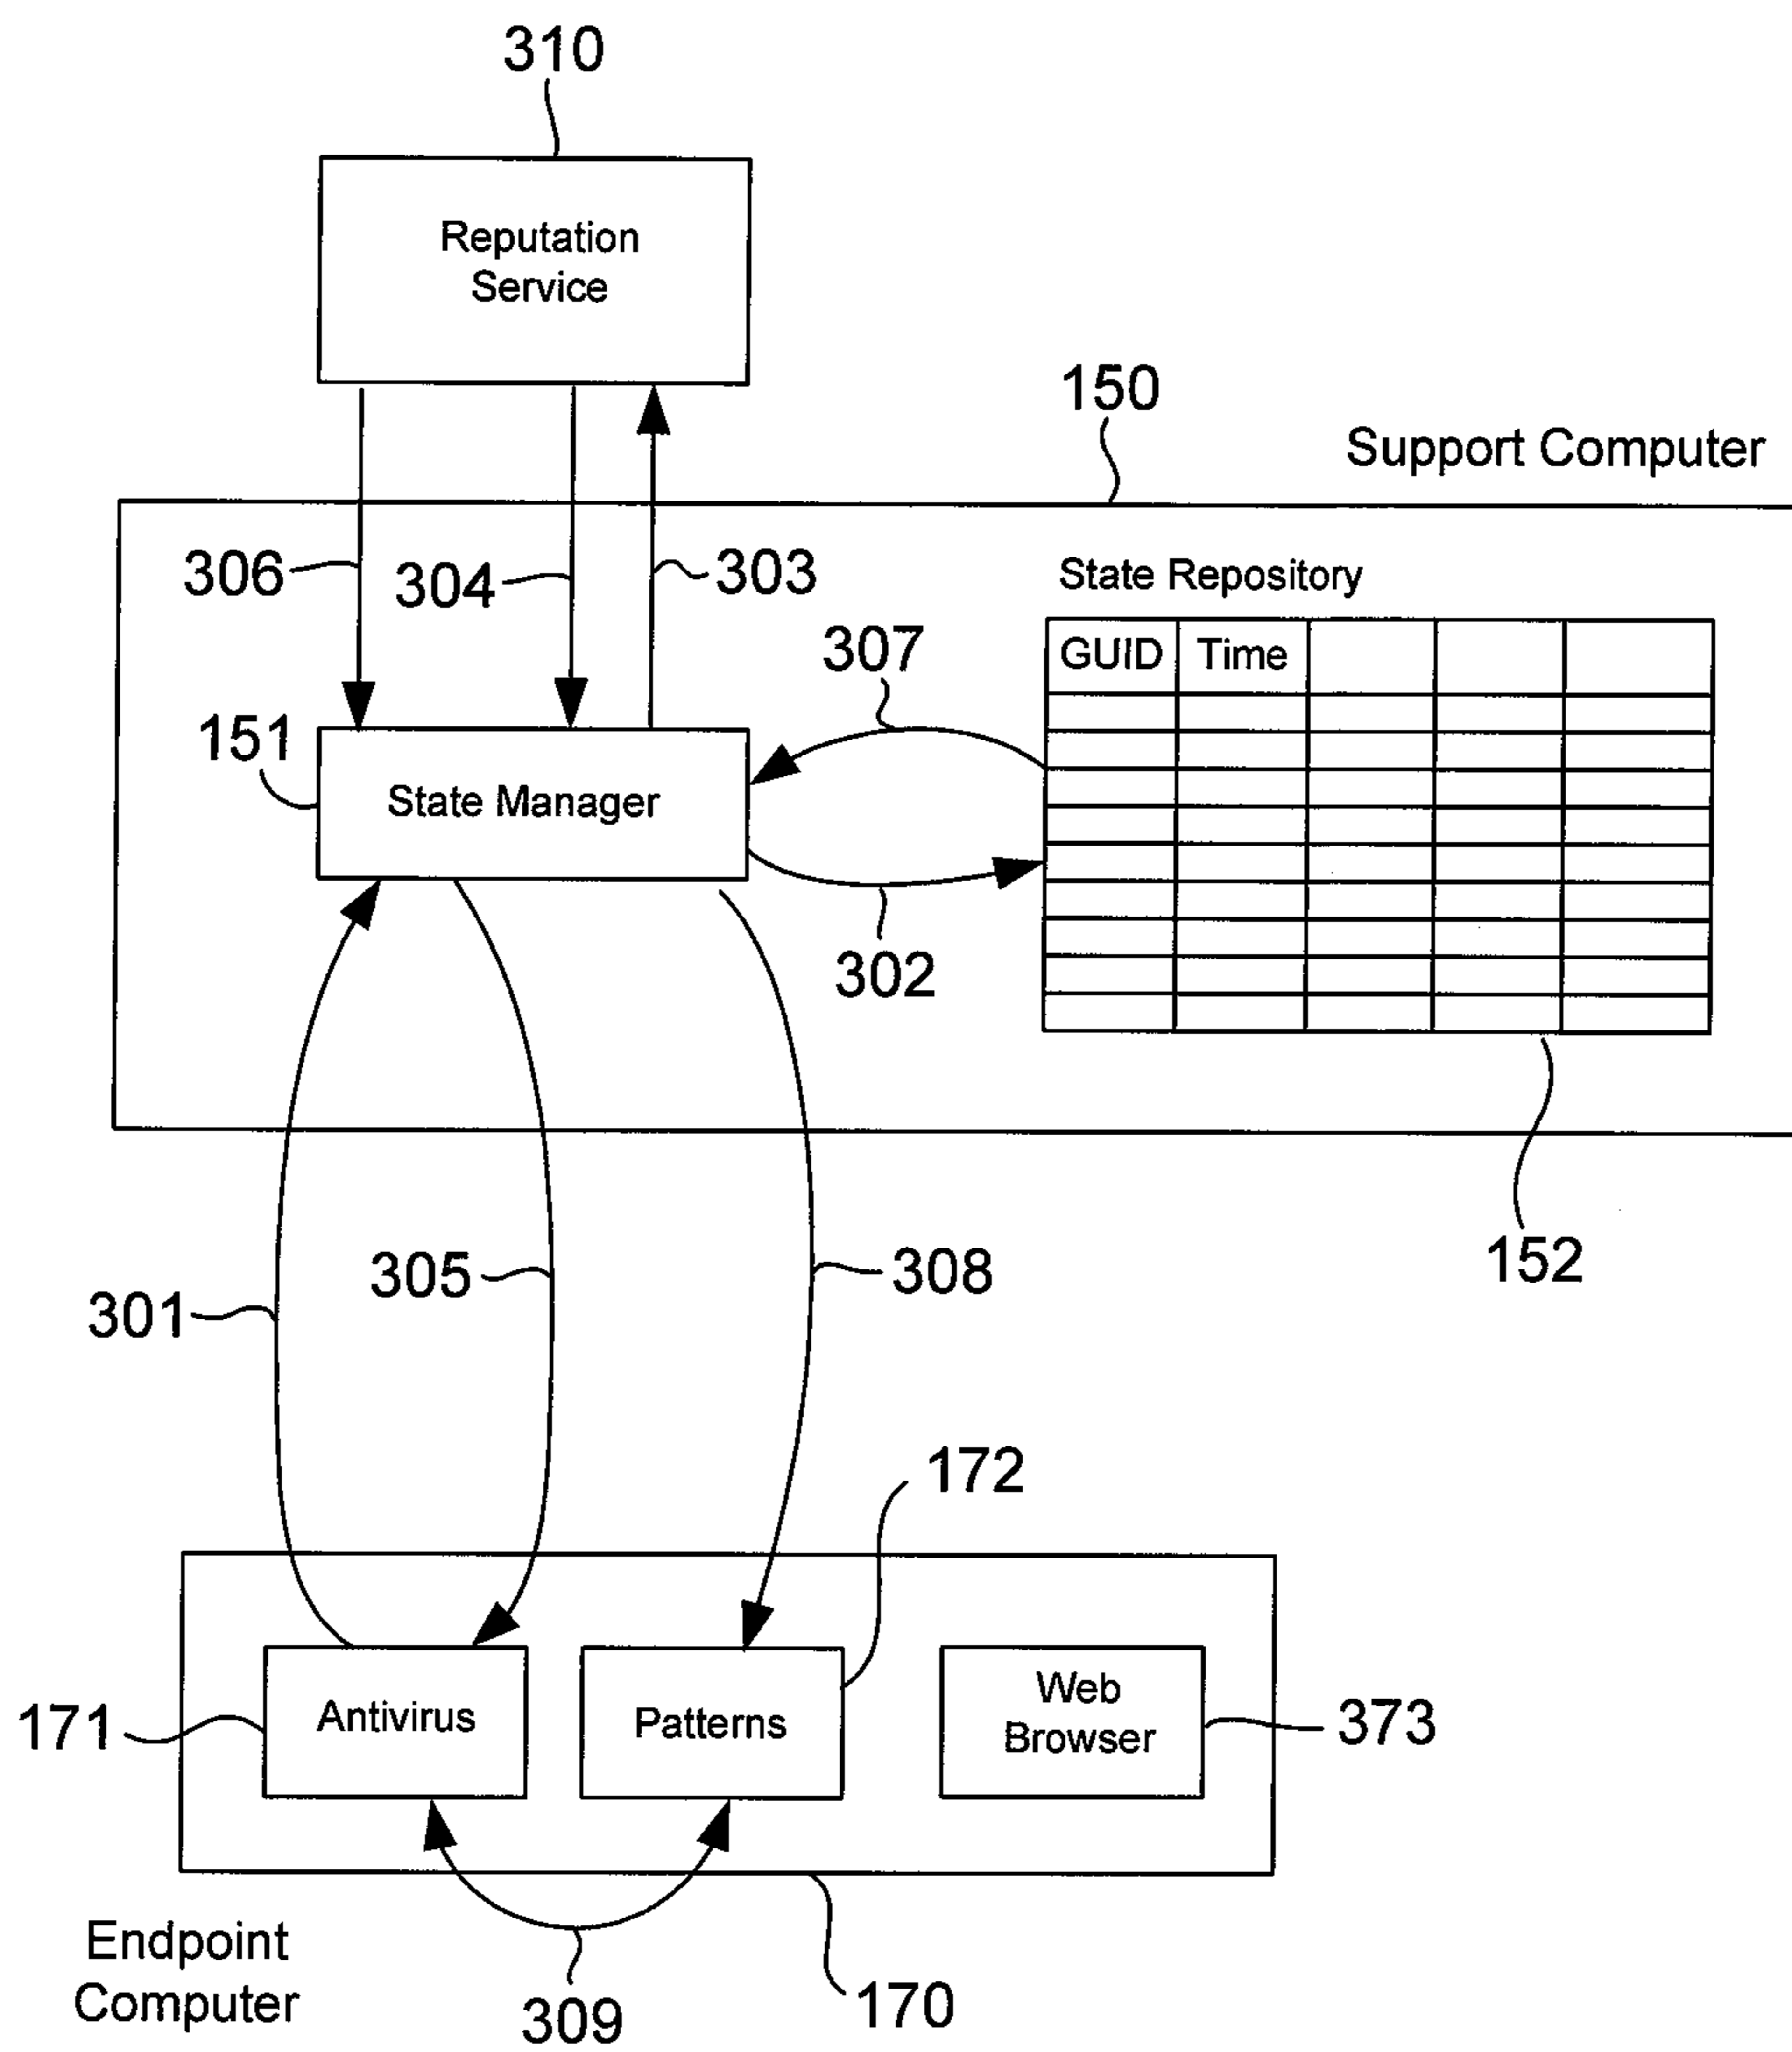 310
Reputation
Service
150
Support Computer
306
304
303
State Repository
307
GUID Time
151
State Manager
302
152
301
305
308
172
171
Antivirus
Patterns
Web
Browser
373
Endpoint
Computer
309
170